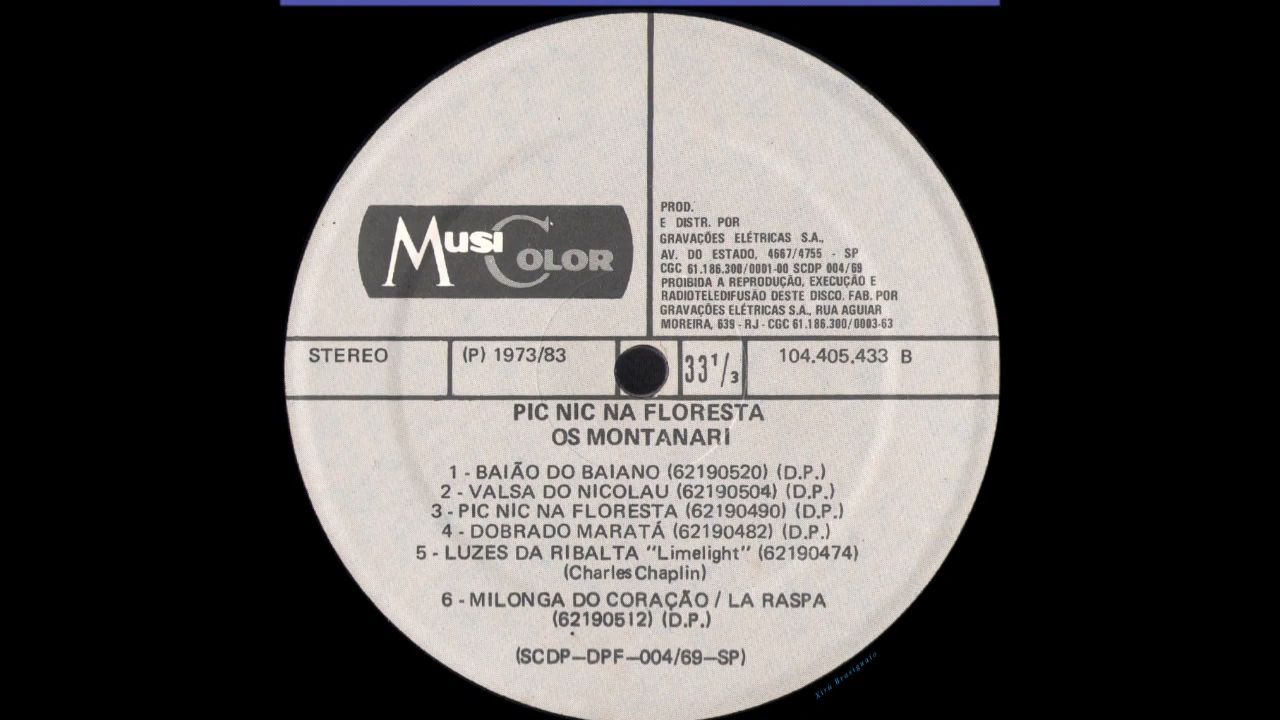 MUSICOLOR
PROD.
E DISTR. POR
GRAVAÇÕES ELÉTRICAS S.A.,
AV. DO ESTADO, 4667/4755 - SP
CGC 61.186.300/0001-00 SCDP 004/69
PROIBIDA A REPRODUÇÃO, EXECUÇÃO E
RADIOTELEDIFUSÃO DESTE DISCO. FAB. POR
GRAVAÇÕES ELÉTRICAS S.A., RUA AGUIAR
MOREIRA, 639 - RJ - CGC 61.186.300/0003-63
STEREO
(P) 1973/83
33 1/3
104.405.433 B
PIC NIC NA FLORESTA
OS MONTANARI
1 - BAIÃO DO BAIANO (62190520) (D.P.)
2 - VALSA DO NICOLAU (62190504) (D.P.)
3 - PIC NIC NA FLORESTA (62190490) (D.P.)
4 - DOBRADO MARATÁ (62190482) (D.P.)
5 - LUZES DA RIBALTA "Limelight" (62190474)
(Charles Chaplin)
6 - MILONGA DO CORAÇÃO / LA RASPA
(62190512) (D.P.)
(SCDP—DPF—004/69—SP)
Xirú Brasiguaio